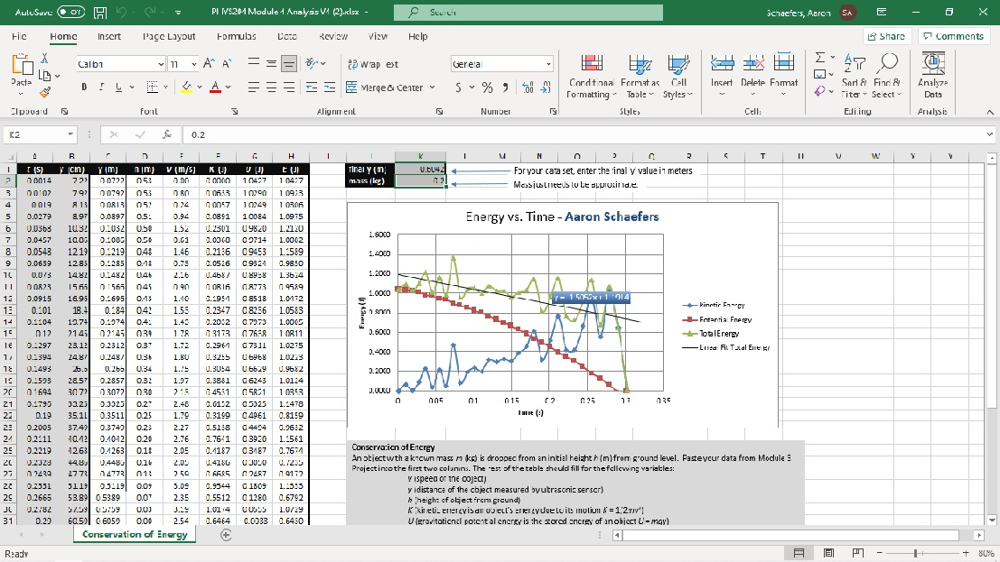 AutoSave Off PHYS204 Module 4 Analysis V4 (2).xlsx Search Schaefers, Aaron SA
File Home Insert Page Layout Formulas Data Review View Help Share Comments
Paste Calibri 11 Wrap Text General Conditional Formatting Format as Table Cell Styles Insert Delete Format Sort & Filter Find & Select Analyze Data
Merge & Center
Clipboard Font Alignment Number Styles Cells Editing Analysis
K2 0.2
A B C D E F G H I J K L M N O P Q R S T U V W X Y
1 t (s) y (cm) y (m) h (m) v (m/s) K (J) U (J) E (J) final y (m) 0.6042 For your data set, enter the final y value in meters
2 0.0014 7.22 0.0722 0.53 0.00 0.0000 1.0427 1.0427 mass (kg) 0.2 Mass just needs to be approximate.
3 0.0102 7.92 0.0792 0.53 0.80 0.0633 1.0290 1.0923
4 0.019 8.13 0.0813 0.52 0.24 0.0057 1.0249 1.0306
5 0.0279 8.97 0.0897 0.51 0.94 0.0891 1.0084 1.0975
6 0.0368 10.32 0.1032 0.50 1.52 0.2301 0.9820 1.2120
7 0.0457 10.86 0.1086 0.50 0.61 0.0368 0.9714 1.0082
8 0.0548 12.19 0.1219 0.48 1.46 0.2136 0.9453 1.1589
9 0.0639 12.85 0.1285 0.48 0.73 0.0526 0.9324 0.9850
10 0.073 14.82 0.1482 0.46 2.16 0.4687 0.8938 1.3624
11 0.0823 15.66 0.1566 0.45 0.90 0.0816 0.8773 0.9589
12 0.0915 16.96 0.1696 0.43 1.40 0.1954 0.8518 1.0472
13 0.101 18.4 0.184 0.42 1.53 0.2347 0.8236 1.0583
14 0.1104 19.74 0.1974 0.41 1.43 0.2032 0.7973 1.0005
15 0.12 21.45 0.2145 0.39 1.78 0.3173 0.7638 1.0811
16 0.1297 23.12 0.2312 0.37 1.72 0.2964 0.7311 1.0275
17 0.1394 24.87 0.2487 0.36 1.80 0.3255 0.6968 1.0223
18 0.1493 26.6 0.266 0.34 1.75 0.3054 0.6629 0.9682
19 0.1593 28.57 0.2857 0.32 1.97 0.3881 0.6243 1.0124
20 0.1694 30.72 0.3072 0.30 2.13 0.4531 0.5821 1.0353
21 0.1795 33.25 0.3325 0.27 2.48 0.6152 0.5325 1.1478
22 0.19 35.11 0.3511 0.25 1.79 0.3199 0.4961 0.8159
23 0.2005 37.49 0.3749 0.23 2.27 0.5138 0.4494 0.9632
24 0.2111 40.42 0.4042 0.20 2.76 0.7641 0.3920 1.1561
25 0.2219 42.63 0.4263 0.18 2.05 0.4187 0.3487 0.7674
26 0.2328 44.86 0.4486 0.16 2.05 0.4186 0.3050 0.7235
27 0.2439 47.73 0.4773 0.13 2.59 0.6685 0.2487 0.9172
28 0.2551 51.19 0.5119 0.09 3.09 0.9544 0.1809 1.1353
29 0.2666 53.89 0.5389 0.07 2.35 0.5512 0.1280 0.6792
30 0.2782 57.59 0.5759 0.03 3.19 1.0174 0.0555 1.0729
31 0.29 60.59 0.6059 0.00 2.54 0.6464 -0.0033 0.6430
Energy vs. Time - Aaron Schaefers
1.6000
1.4000
1.2000
1.0000
0.8000
0.6000
0.4000
0.2000
0.0000
Energy (J)
y = -1.5052x + 1.1914
Kinetic Energy
Potential Energy
Total Energy
Linear Fit Total Energy
0 0.05 0.1 0.15 0.2 0.25 0.3 0.35
Time (s)
Conservation of Energy
An object with a known mass m (kg) is dropped from an initial height h (m) from ground level. Paste your data from Module 3
Project into the first two columns. The rest of the table should fill for the following variables:
v (speed of the object)
y (distance of the object measured by ultrasonic sensor)
h (height of object from ground)
K (kinetic energy is an object's energy due to its motion K = 1/2mv²)
U (gravitational potential energy is the stored energy of an object U = mgy)
Conservation of Energy
Ready 80%